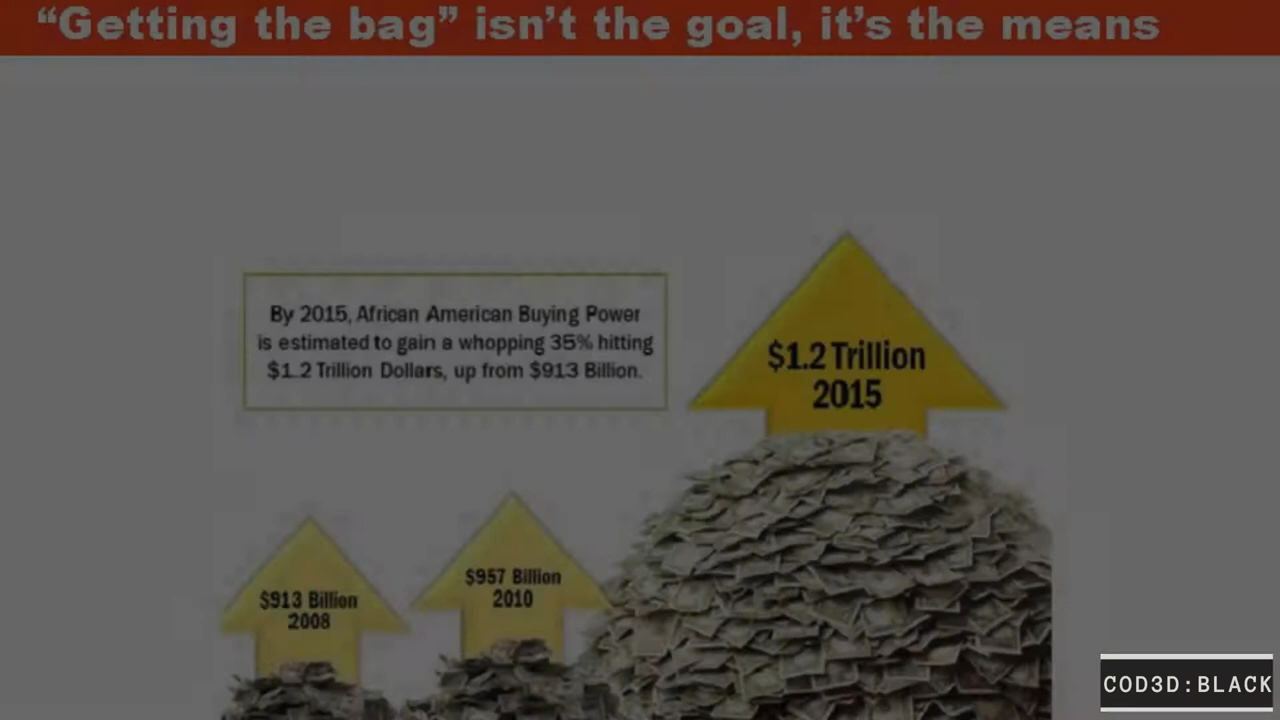 “Getting the bag” isn’t the goal, it’s the means
By 2015, African American Buying Power
is estimated to gain a whopping 35% hitting
$1.2 Trillion Dollars, up from $913 Billion.
$1.2 Trillion
2015
$957 Billion
2010
$913 Billion
2008
COD3D:BLACK